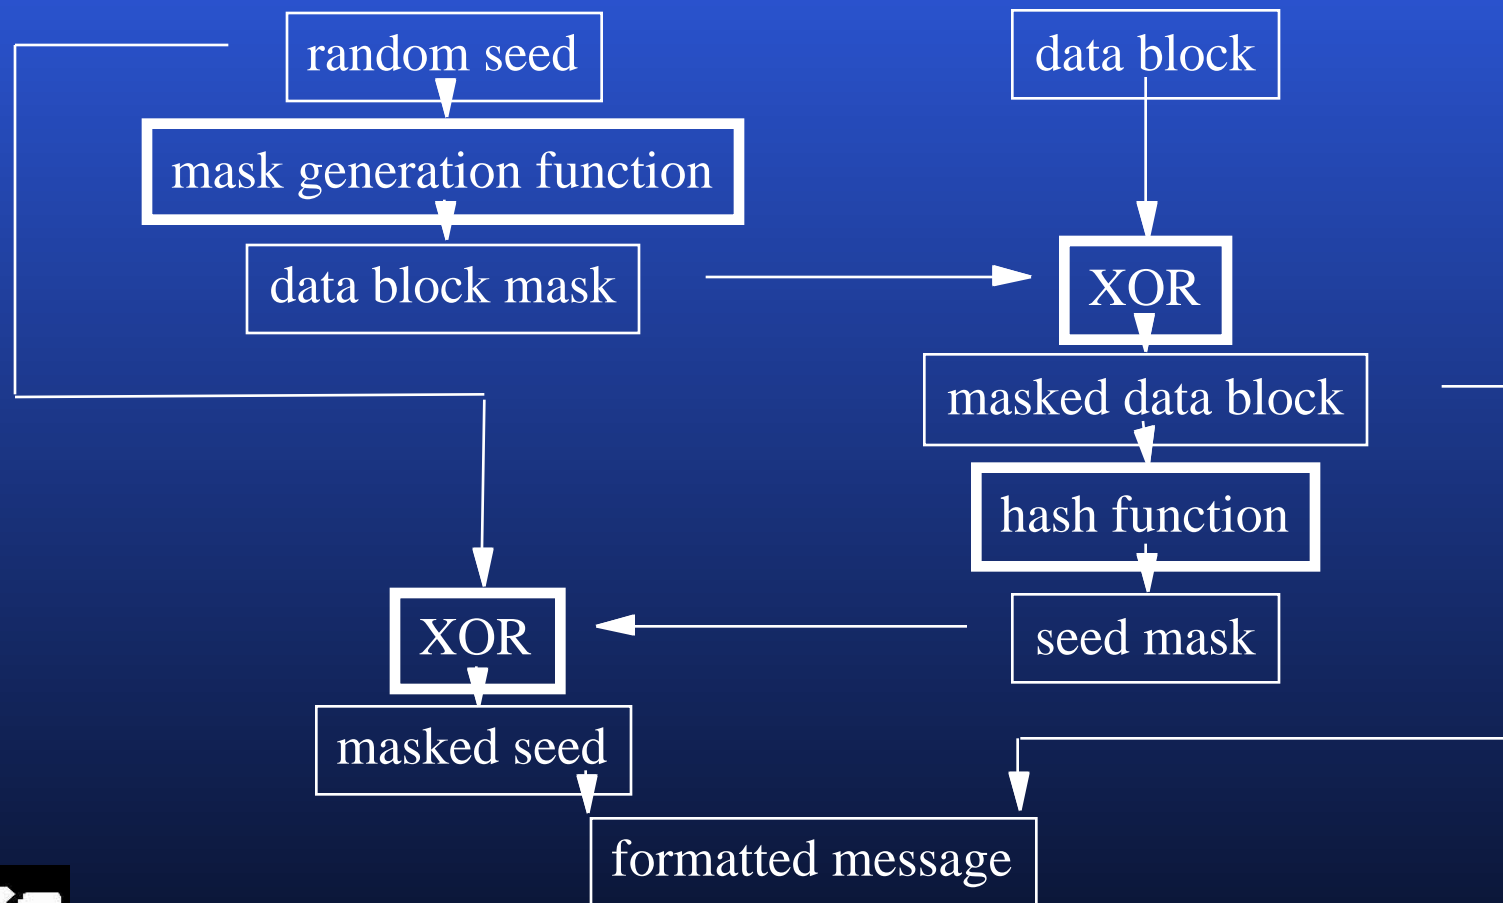 random seed
data block
mask generation function
data block mask
XOR
masked data block
hash function
XOR
seed mask
masked seed
formatted message